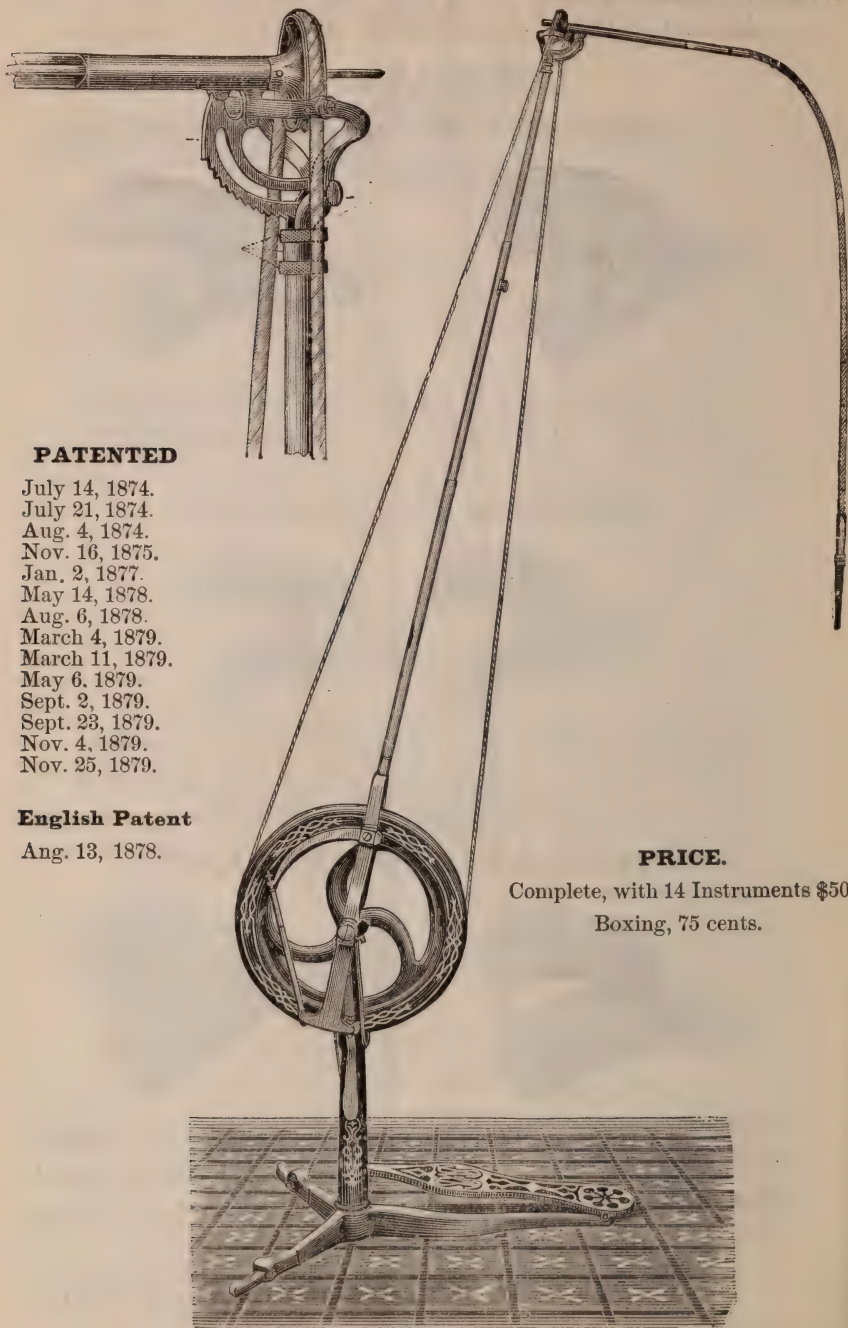 PATENTED
July 14, 1874.
July 21, 1874.
Aug. 4, 1874.
Nov. 16, 1875.
Jan. 2, 1877.
May 14, 1878.
Aug. 6, 1878.
March 4, 1879.
March 11, 1879.
May 6. 1879.
Sept. 2, 1879.
Sept. 23, 1879.
Nov. 4, 1879.
Nov. 25, 1879.
English Patent
Ang. 13, 1878.
PRICE.
Complete, with 14 Instruments $50
Boxing, 75 cents.